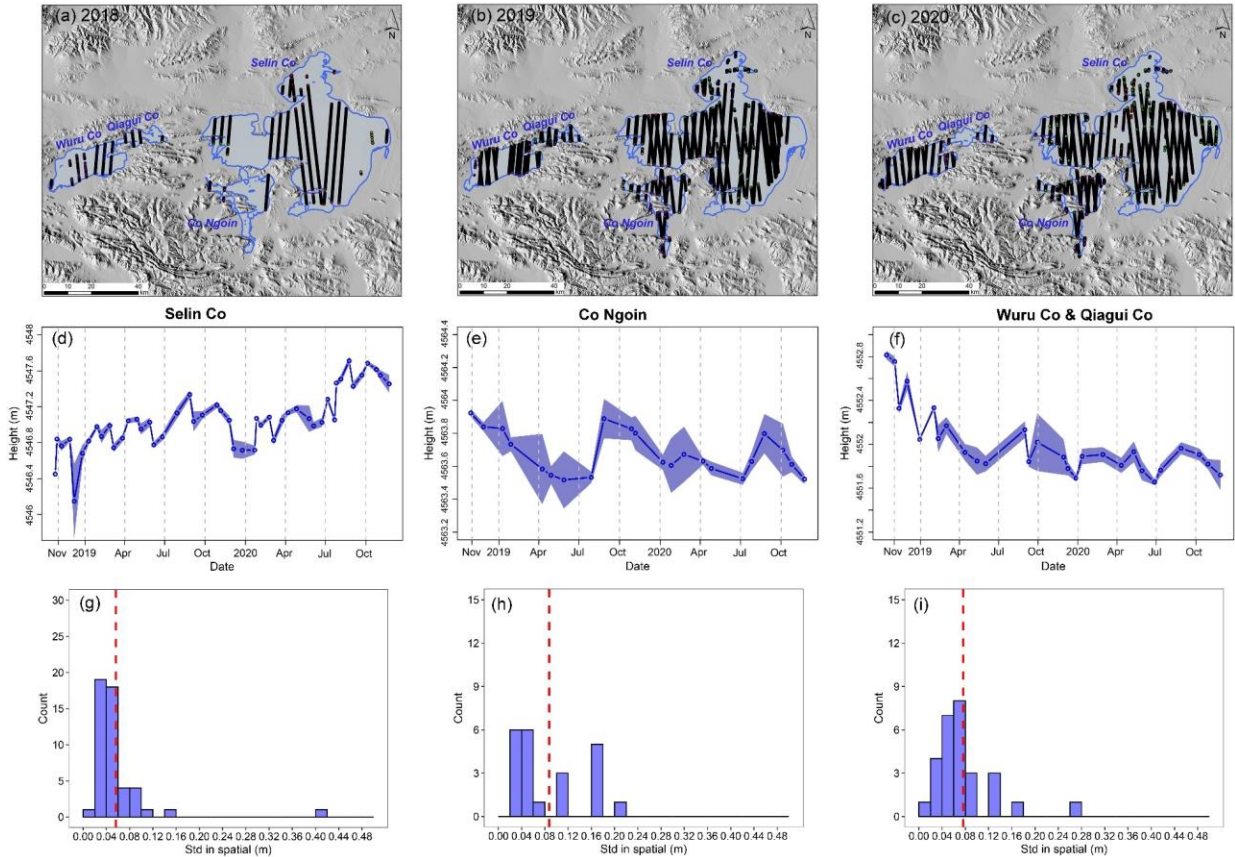 (a) 2018
N
Selin Co
Wuru Co
Qiagui Co
Co Ngoin
0 10 20 40
km
(b) 2019
N
Selin Co
Wuru Co
Qiagui Co
Co Ngoin
0 10 20 40
km
(c) 2020
N
Selin Co
Wuru Co
Qiagui Co
Co Ngoin
0 10 20 40
km
Selin Co
(d)
Height (m)
4548
4547.6
4547.2
4546.8
4546.4
4546
Nov 2019 Apr Jul Oct 2020 Apr Jul Oct
Date
Co Ngoin
(e)
Height (m)
4564.4
4564.2
4564
4563.8
4563.6
4563.4
4563.2
Nov 2019 Apr Jul Oct 2020 Apr Jul Oct
Date
Wuru Co & Qiagui Co
(f)
Height (m)
4552.8
4552.4
4552
4551.6
4551.2
Nov 2019 Apr Jul Oct 2020 Apr Jul Oct
Date
(g)
Count
30
20
10
5
0
0.00 0.04 0.08 0.12 0.16 0.20 0.24 0.28 0.32 0.36 0.40 0.44 0.48
Std in spatial (m)
(h)
Count
15
12
9
6
3
0
0.00 0.04 0.08 0.12 0.16 0.20 0.24 0.28 0.32 0.36 0.40 0.44 0.48
Std in spatial (m)
(i)
Count
15
12
9
6
3
0
0.00 0.04 0.08 0.12 0.16 0.20 0.24 0.28 0.32 0.36 0.40 0.44 0.48
Std in spatial (m)